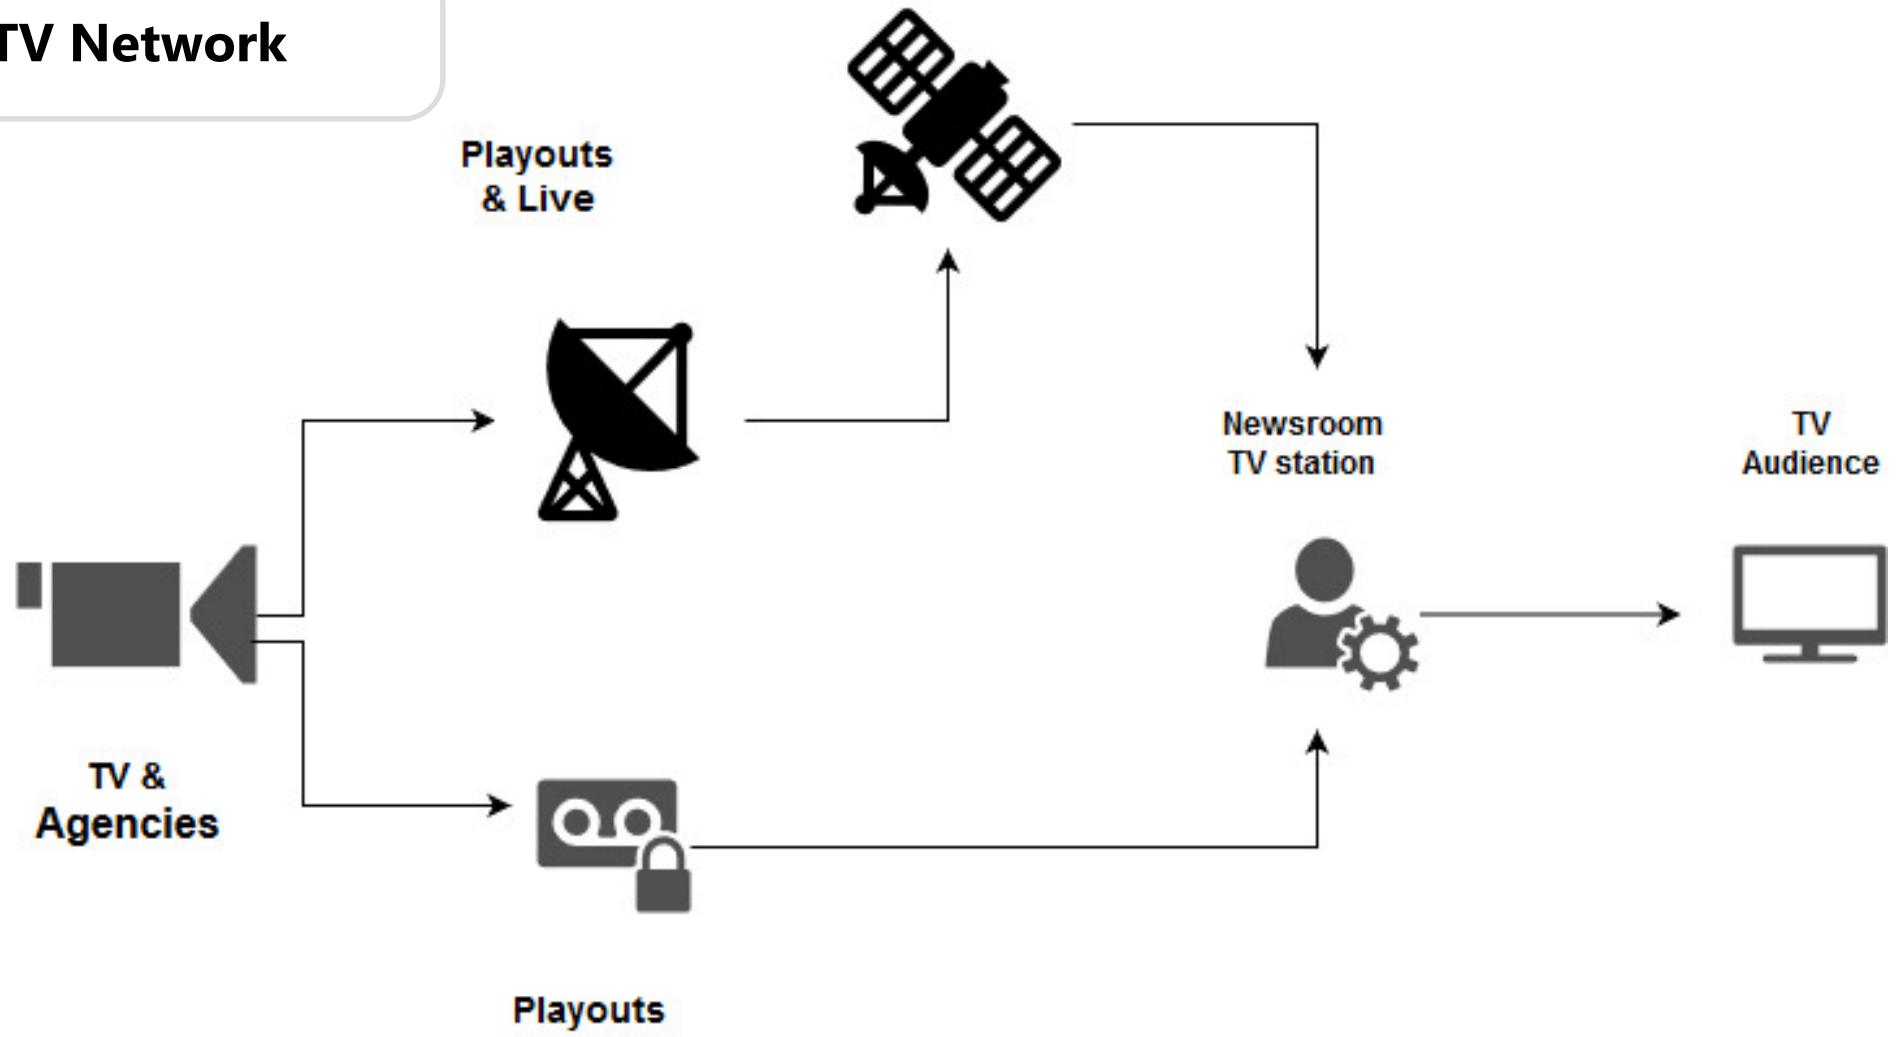 TV Network
Playouts
& Live
Newsroom
TV station
TV
Audience
TV &
Agencies
Playouts